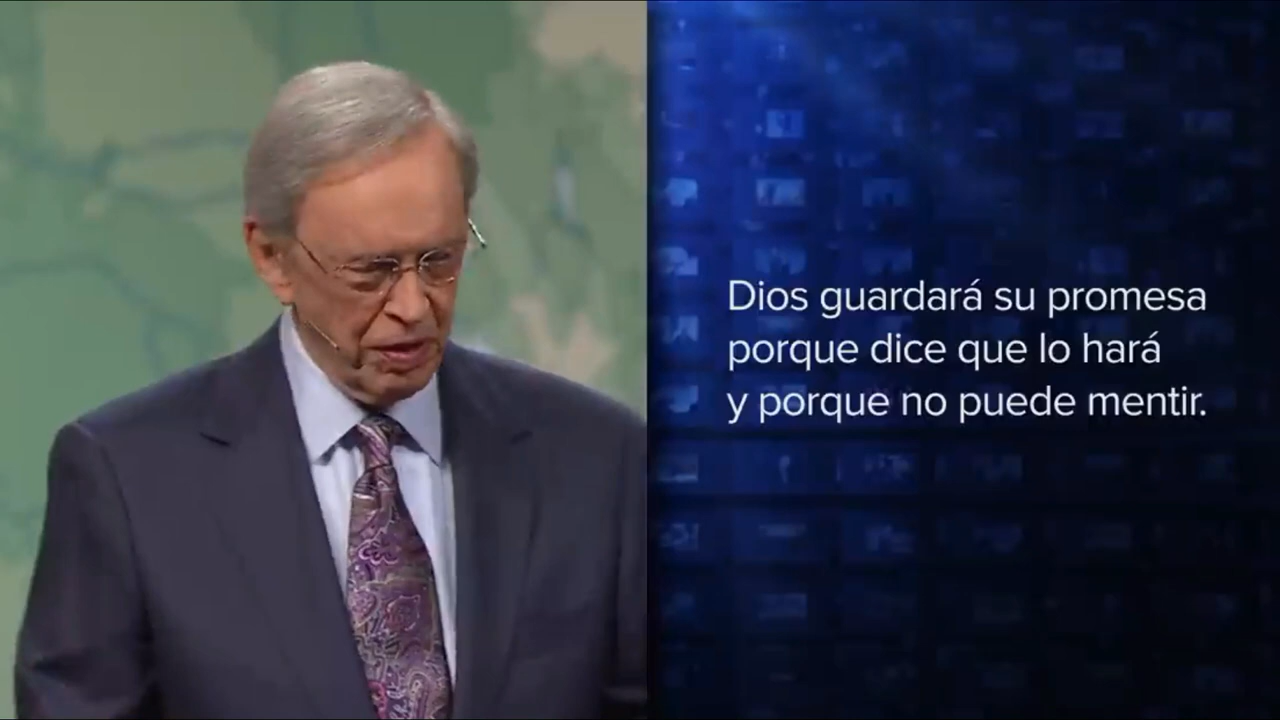 Dios guardará su promesa
porque dice que lo hará
y porque no puede mentir.